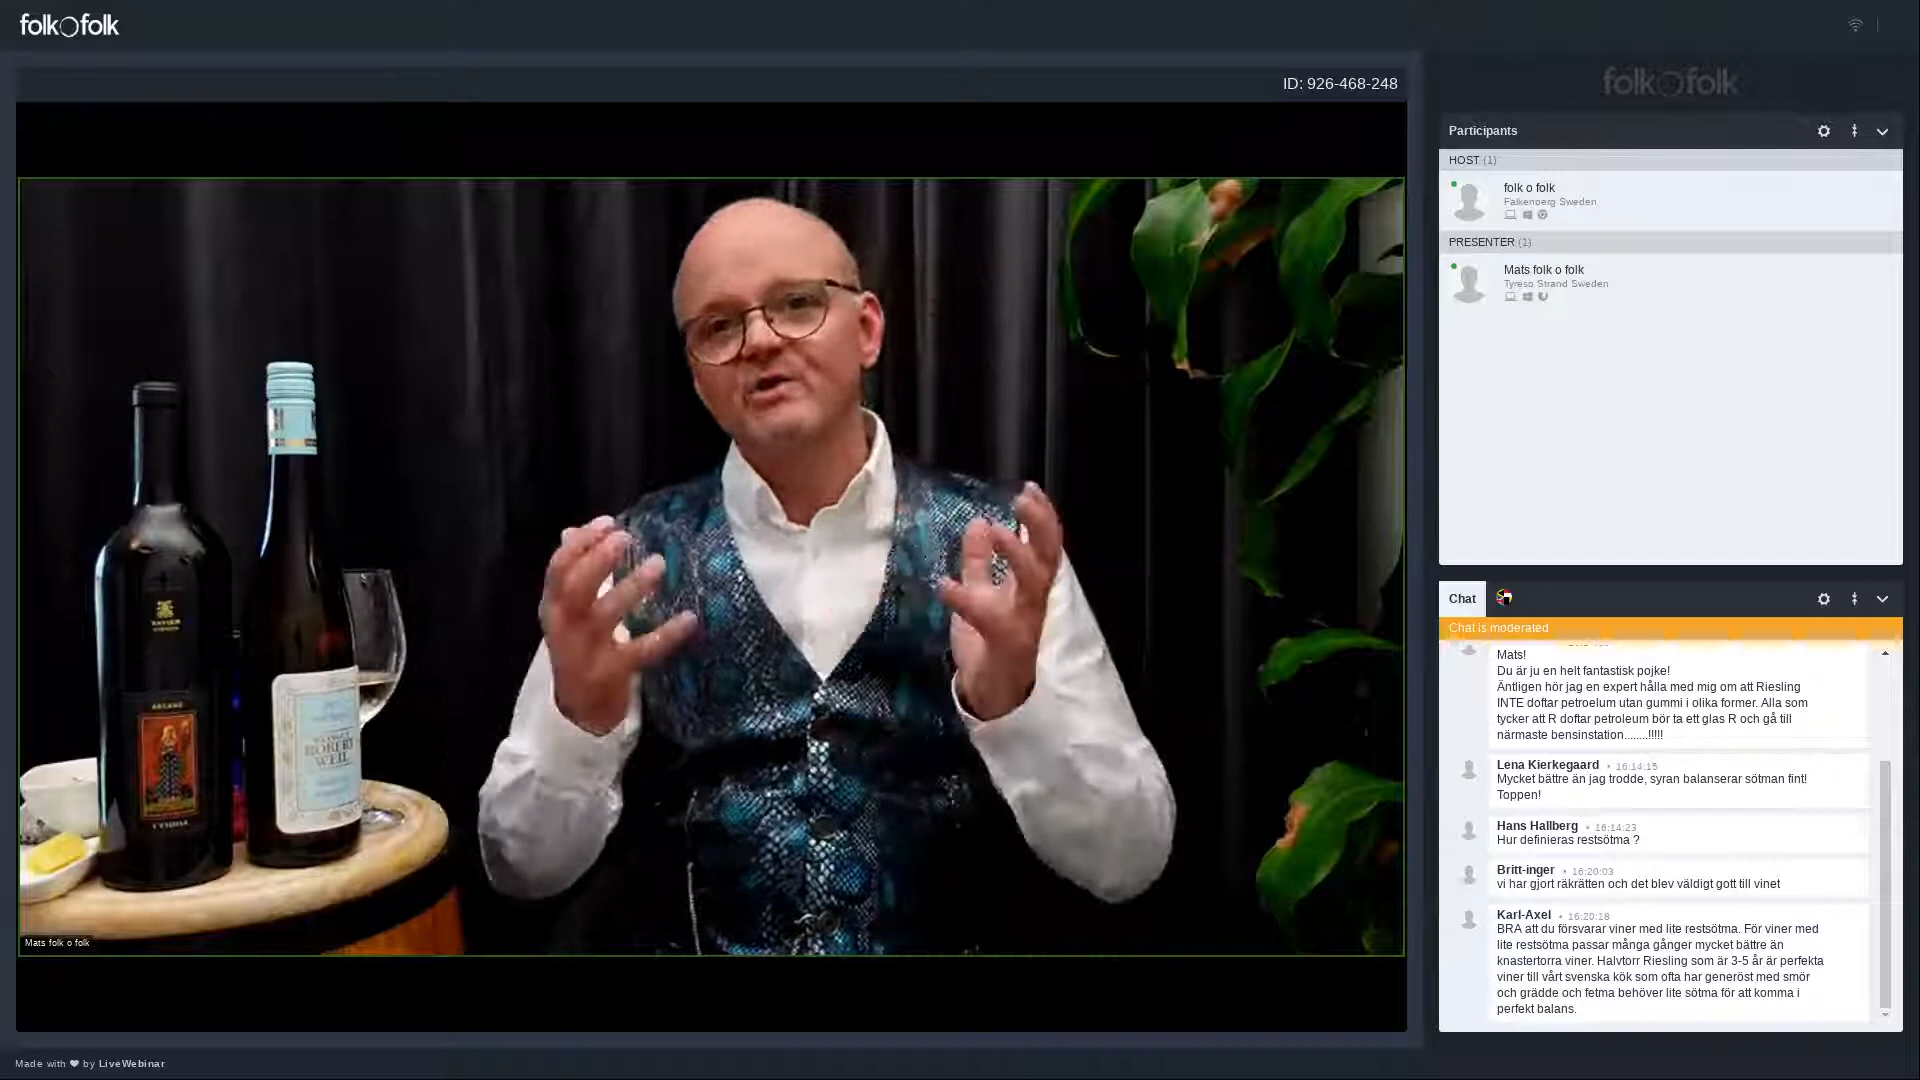 folkofolk
ID: 926-468-248
folkofolk
Participants
HOST (1)
folk o folk
Falkenberg Sweden
PRESENTER (1)
Mats folk o folk
Tyreso Strand Sweden
Chat
Chat is moderated
Mats!
Du är ju en helt fantastisk pojke!
Äntligen hör jag en expert hålla med mig om att Riesling
INTE doftar petroelum utan gummi i olika former. Alla som
tycker att R doftar petroleum bör ta ett glas R och gå till
närmaste bensinstation........!!!!!
Lena Kierkegaard • 16:14:15
Mycket bättre än jag trodde, syran balanserar sötman fint!
Toppen!
Hans Hallberg • 16:14:23
Hur definieras restsötma ?
Britt-inger • 16:20:03
vi har gjort räkrätten och det blev väldigt gott till vinet
Karl-Axel • 16:20:18
BRA att du försvarar viner med lite restsötma. För viner med
lite restsötma passar många gånger mycket bättre än
knastertorra viner. Halvtorr Riesling som är 3-5 år är perfekta
viner till vårt svenska kök som ofta har generöst med smör
och grädde och fetma behöver lite sötma för att komma i
perfekt balans.
ARCANO
ROBERT
WEIL
Mats folk o folk
Made with ❤ by LiveWebinar